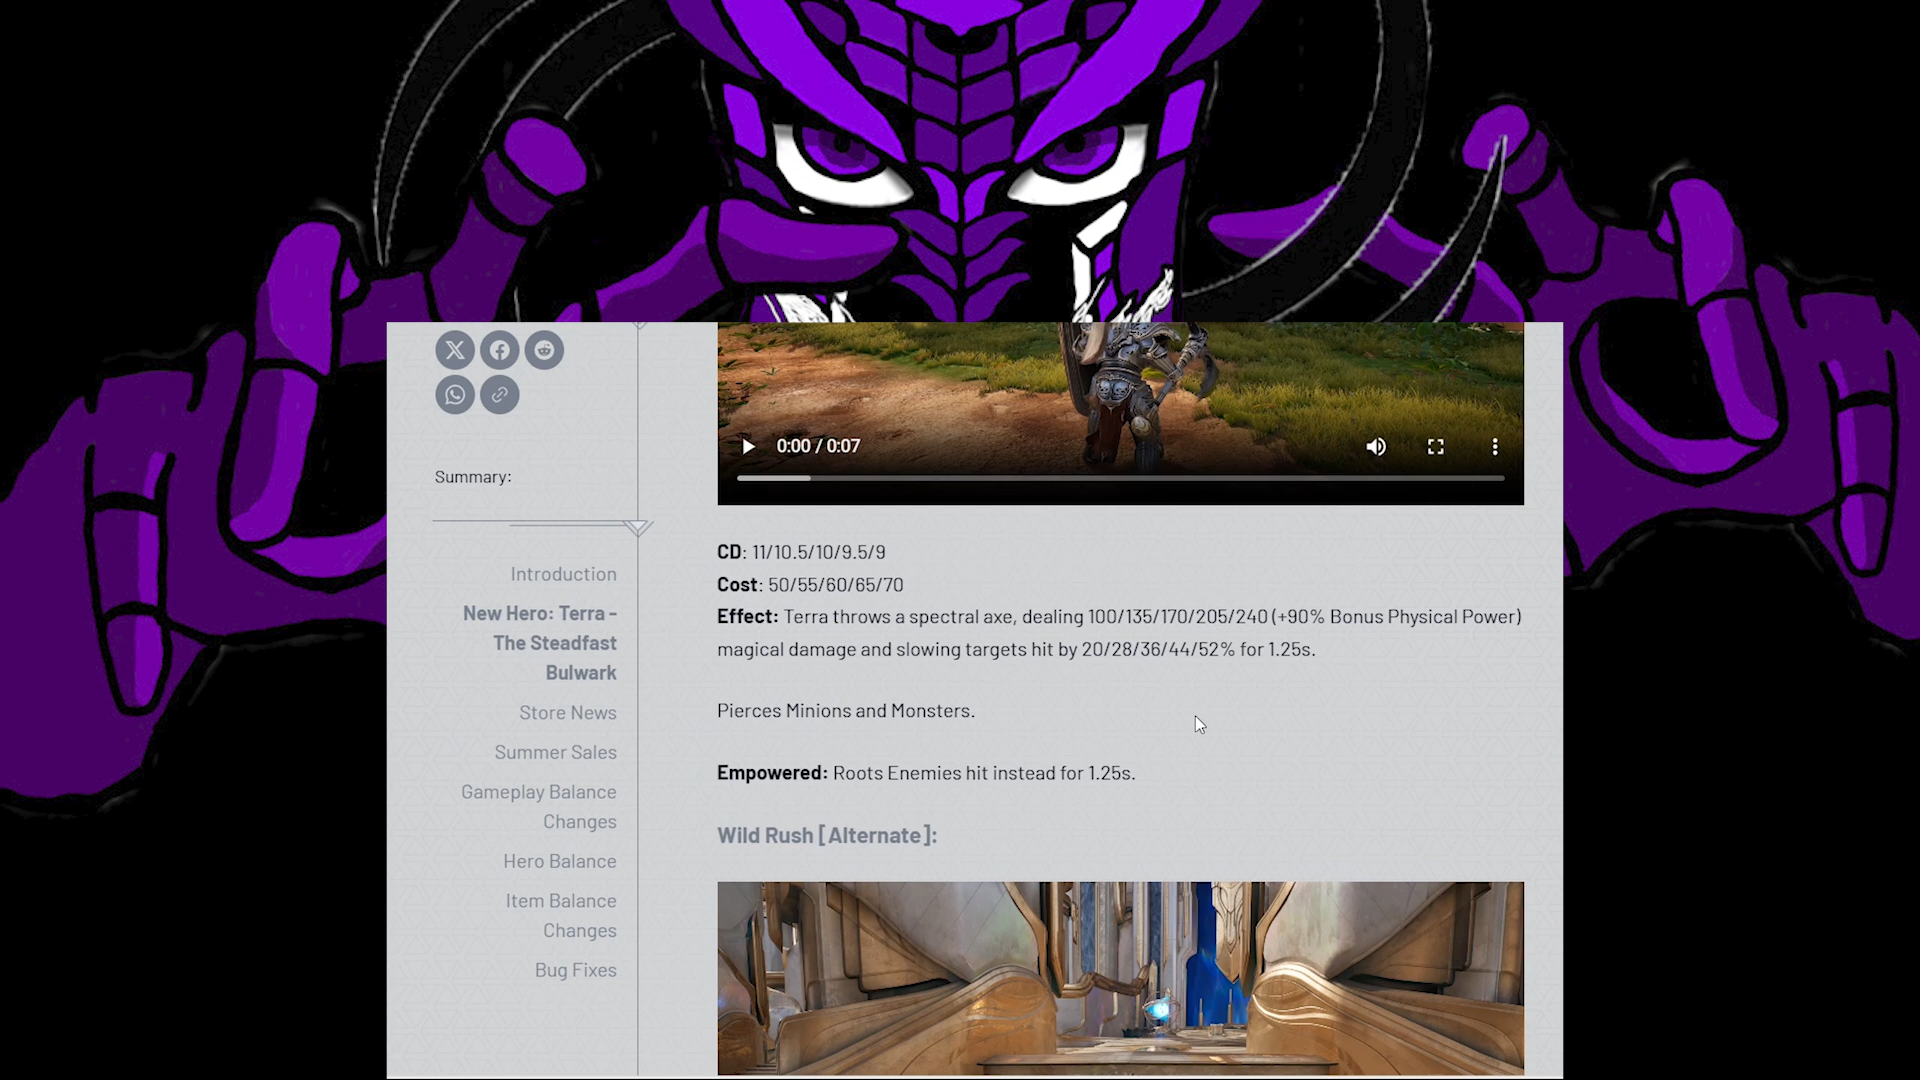 Summary:
Introduction
New Hero: Terra -
The Steadfast
Bulwark
Store News
Summer Sales
Gameplay Balance
Changes
Hero Balance
Item Balance
Changes
Bug Fixes
0:00 / 0:07
CD: 11/10.5/10/9.5/9
Cost: 50/55/60/65/70
Effect: Terra throws a spectral axe, dealing 100/135/170/205/240 (+90% Bonus Physical Power)
magical damage and slowing targets hit by 20/28/36/44/52% for 1.25s.
Pierces Minions and Monsters.
Empowered: Roots Enemies hit instead for 1.25s.
Wild Rush [Alternate]: